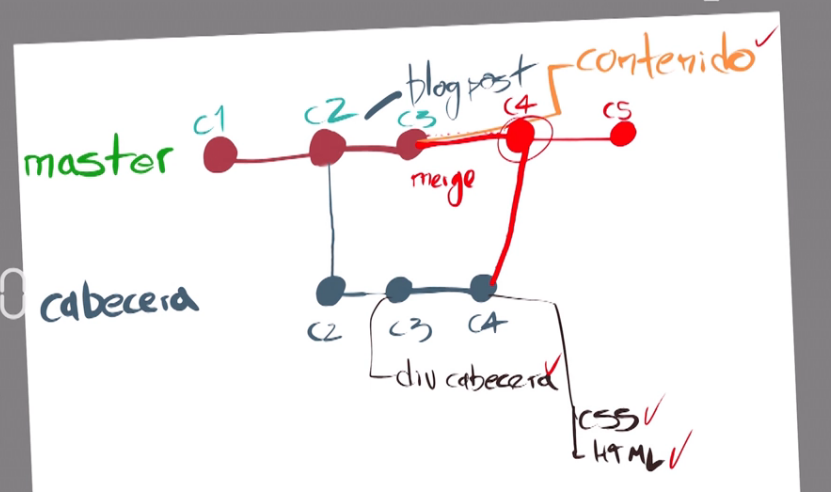 contenido
blogpost
C1
C2
C3
C4
C5
master
merge
cabecera
C2
C3
C4
div cabecera
CSS
HTML